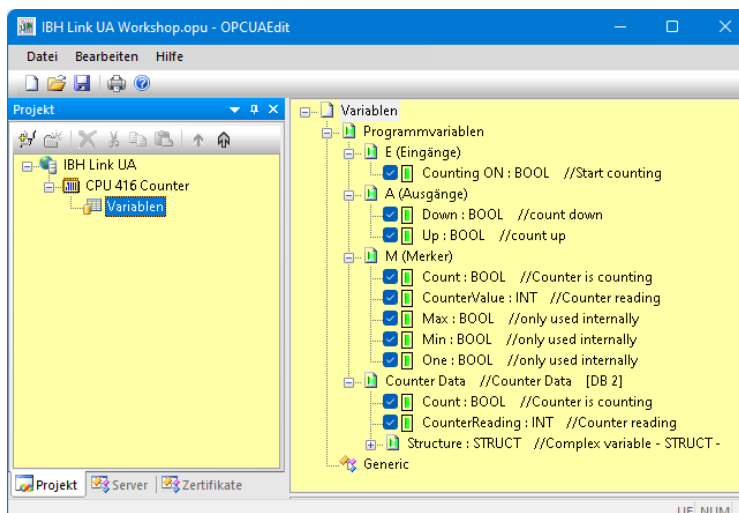 IBH Link UA Workshop.opu - OPCUAEdit
Datei Bearbeiten Hilfe
Projekt
IBH Link UA
CPU 416 Counter
Variablen
Projekt Server Zertifikate
Variablen
Programmvariablen
E (Eingänge)
Counting ON : BOOL //Start counting
A (Ausgänge)
Down : BOOL //count down
Up : BOOL //count up
M (Merker)
Count : BOOL //Counter is counting
CounterValue : INT //Counter reading
Max : BOOL //only used internally
Min : BOOL //only used internally
One : BOOL //only used internally
Counter Data //Counter Data [DB 2]
Count : BOOL //Counter is counting
CounterReading : INT //Counter reading
Structure : STRUCT //Complex variable - STRUCT -
Generic
UF NUM